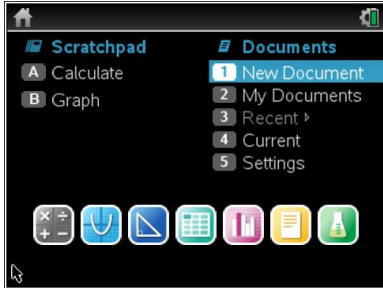 Scratchpad
A Calculate
B Graph
Documents
1 New Document
2 My Documents
3 Recent ▸
4 Current
5 Settings